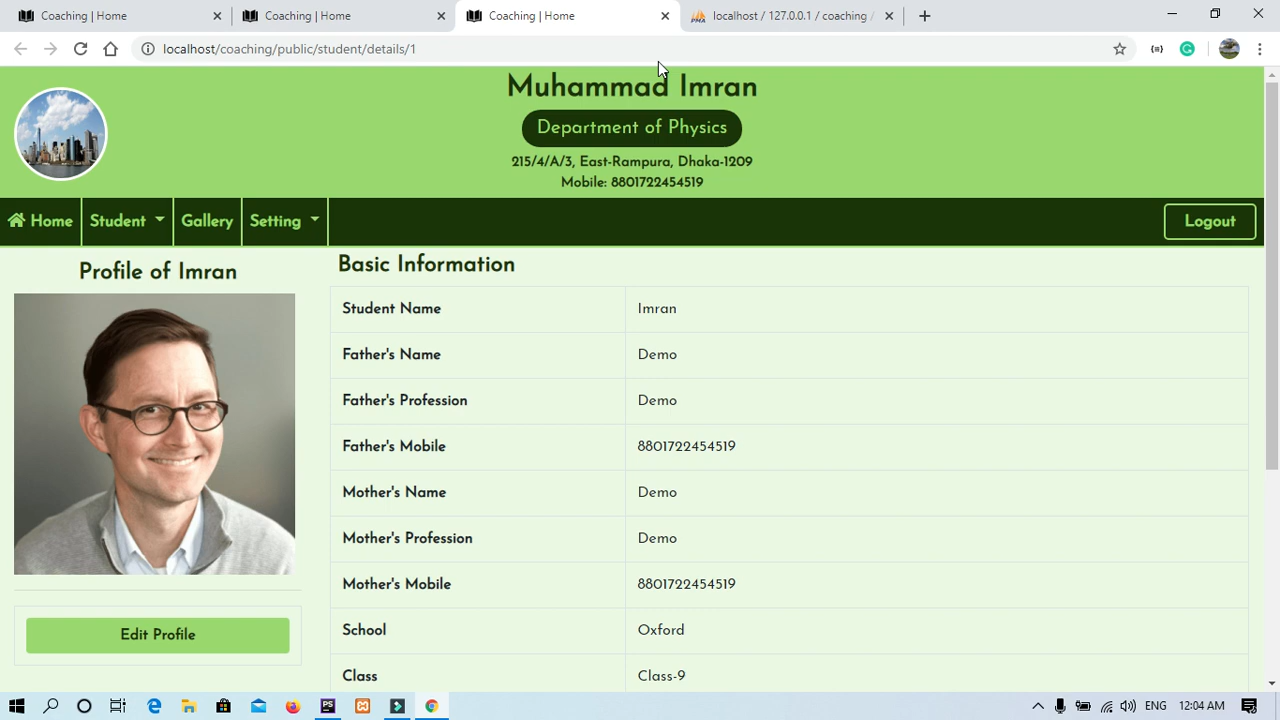 Coaching | Home
Coaching | Home
Coaching | Home
localhost / 127.0.0.1 / coaching /
localhost/coaching/public/student/details/1
Muhammad Imran
Department of Physics
215/4/A/3, East-Rampura, Dhaka-1209
Mobile: 8801722454519
Home
Student
Gallery
Setting
Logout
Profile of Imran
Edit Profile
Basic Information
Student Name Imran
Father's Name Demo
Father's Profession Demo
Father's Mobile 8801722454519
Mother's Name Demo
Mother's Profession Demo
Mother's Mobile 8801722454519
School Oxford
Class Class-9
ENG
12:04 AM